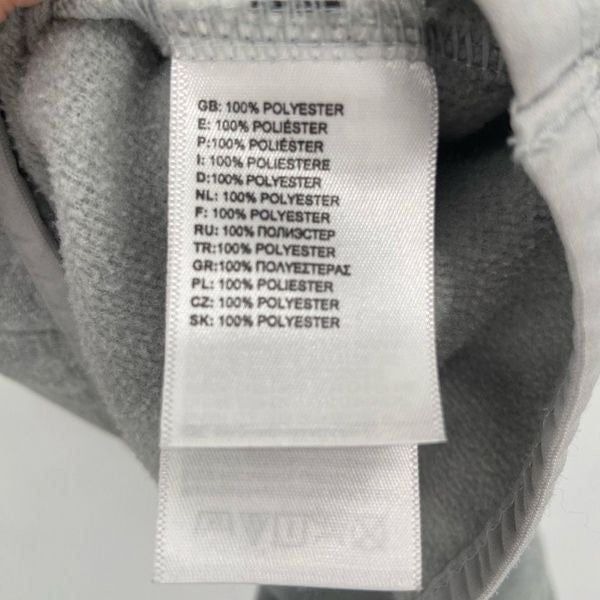 GB: 100% POLYESTER
E: 100% POLIÉSTER
P:100% POLIÉSTER
I: 100% POLIESTERE
D:100% POLYESTER
NL: 100% POLYESTER
F: 100% POLYESTER
RU: 100% ПОЛИЭСТЕР
TR:100% POLYESTER
GR:100% ΠΟΛΥΕΣΤΕΡΑΣ
PL: 100% POLIESTER
CZ: 100% POLYESTER
SK: 100% POLYESTER